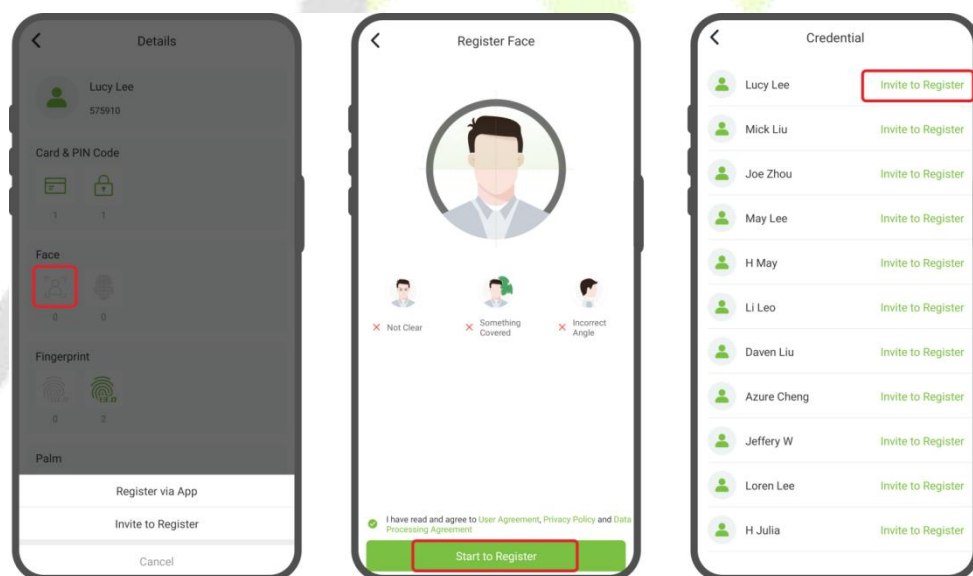 Details
Lucy Lee
575910
Card & PIN Code
1 1
Face
0 0
Fingerprint
0 2
Palm
Register via App
Invite to Register
Cancel
Register Face
Not Clear
Something
Covered
Incorrect
Angle
I have read and agree to User Agreement, Privacy Policy and Data
Processing Agreement
Start to Register
Credential
Lucy Lee Invite to Register
Mick Liu Invite to Register
Joe Zhou Invite to Register
May Lee Invite to Register
H May Invite to Register
Li Leo Invite to Register
Daven Liu Invite to Register
Azure Cheng Invite to Register
Jeffery W Invite to Register
Loren Lee Invite to Register
H Julia Invite to Register